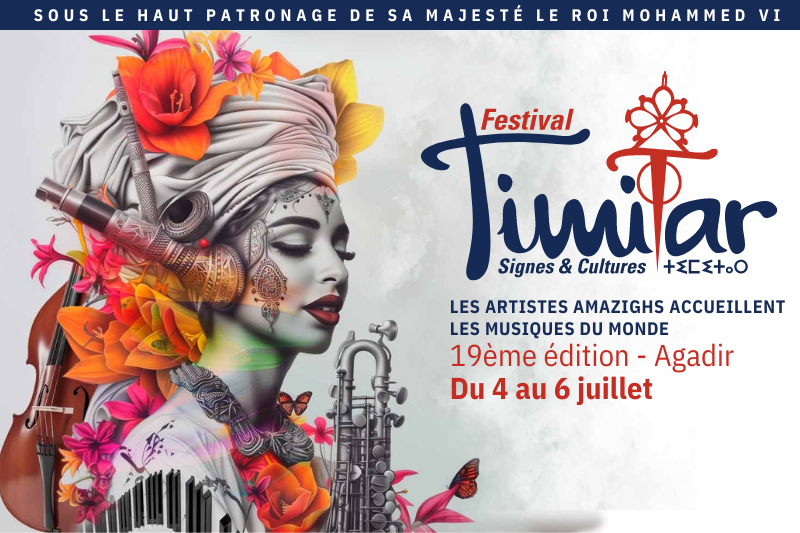 SOUS LE HAUT PATRONAGE DE SA MAJESTÉ LE ROI MOHAMMED VI
Festival
Timitar
Signes & Cultures ⵜⵉⵎⵉⵜⴰⵔ
LES ARTISTES AMAZIGHS ACCUEILLENT
LES MUSIQUES DU MONDE
19ème édition - Agadir
Du 4 au 6 juillet